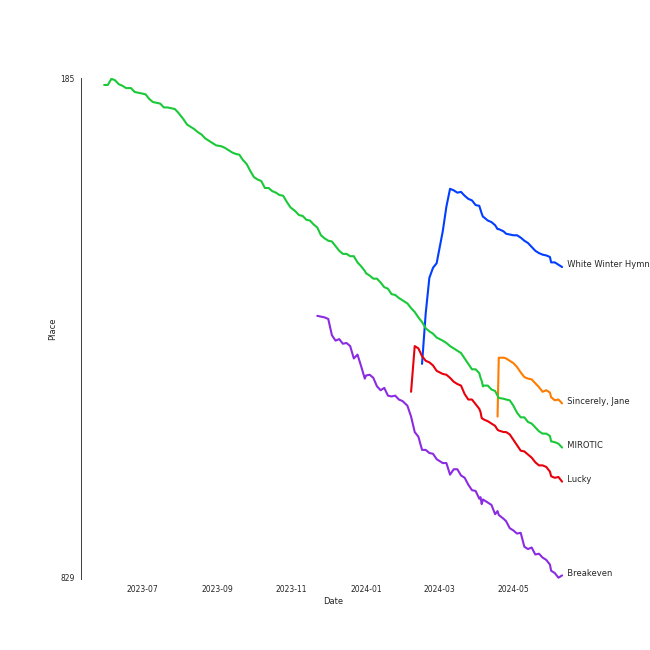 185
White Winter Hymn
Place
Sincerely, Jane
MIROTIC
Lucky
Breakeven
829
2023-07 2023-09 2023-11 2024-01 2024-03 2024-05
Date